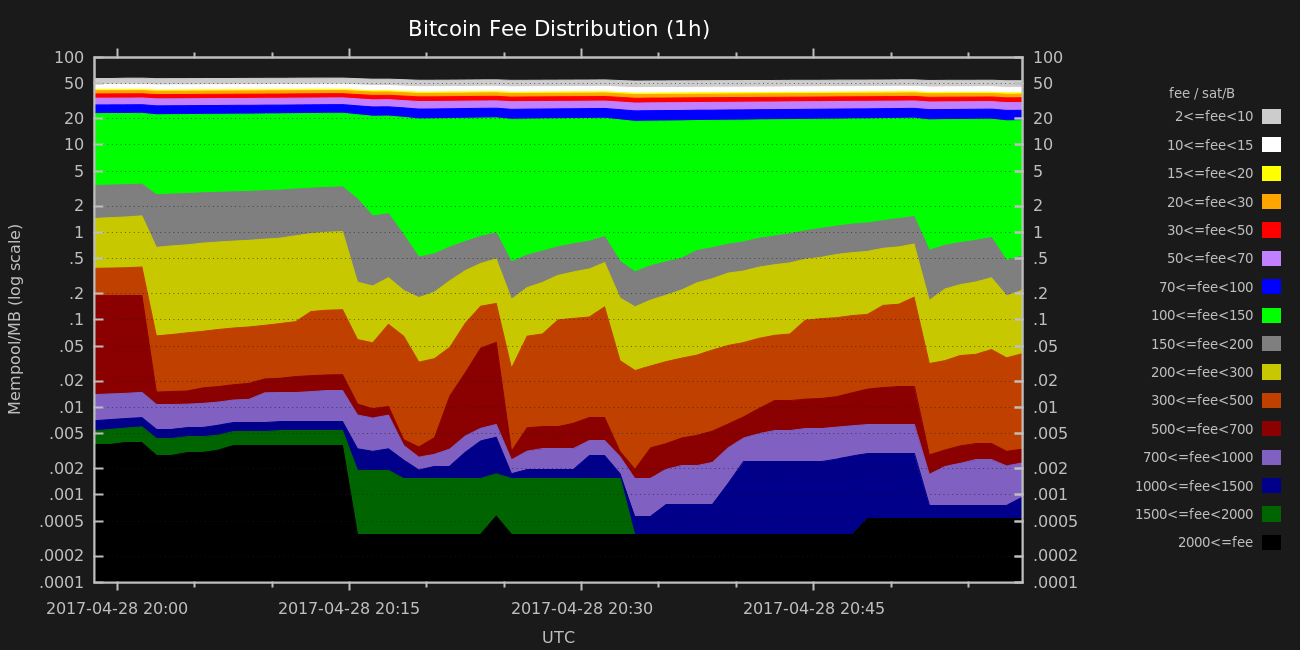 Bitcoin Fee Distribution (1h)
Mempool/MB (log scale)
100
50
20
10
5
2
1
.5
.2
.1
.05
.02
.01
.005
.002
.001
.0005
.0002
.0001
100
50
20
10
5
2
1
.5
.2
.1
.05
.02
.01
.005
.002
.001
.0005
.0002
.0001
2017-04-28 20:00 2017-04-28 20:15 2017-04-28 20:30 2017-04-28 20:45
UTC
fee / sat/B
2<=fee<10
10<=fee<15
15<=fee<20
20<=fee<30
30<=fee<50
50<=fee<70
70<=fee<100
100<=fee<150
150<=fee<200
200<=fee<300
300<=fee<500
500<=fee<700
700<=fee<1000
1000<=fee<1500
1500<=fee<2000
2000<=fee